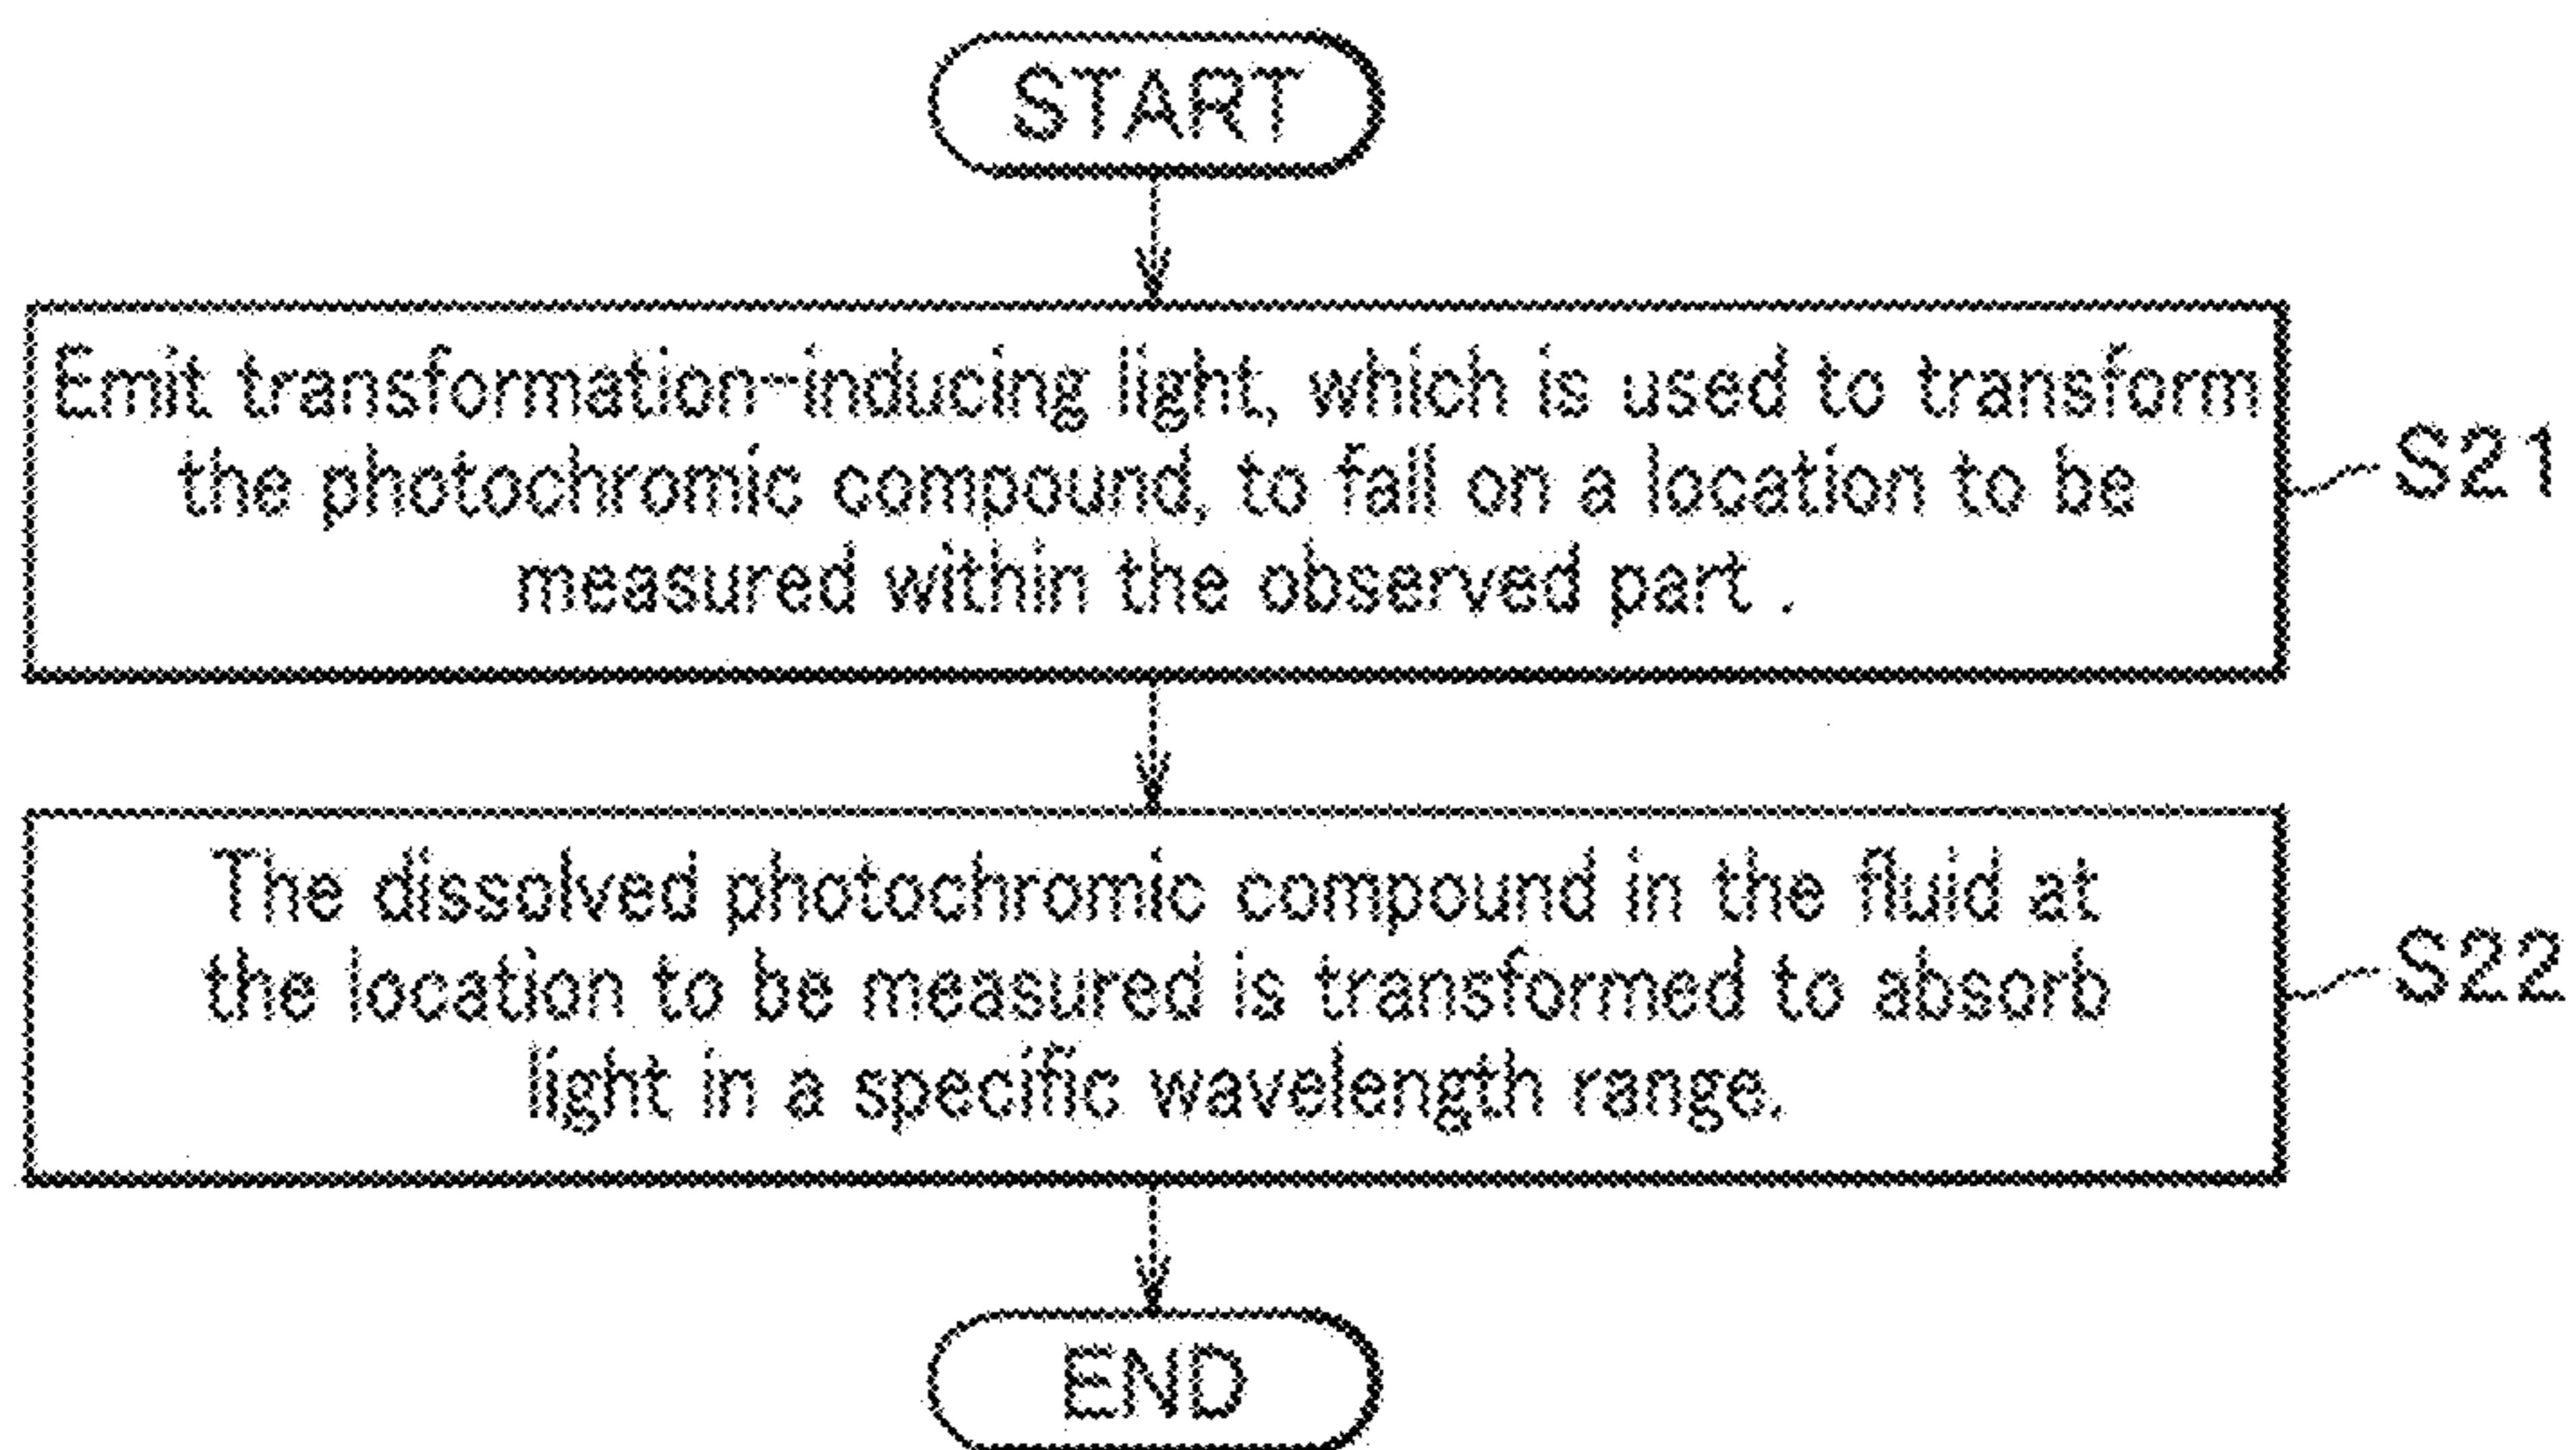 START
Emit transformation-inducing light, which is used to transform
the photochromic compound, to fall on a location to be
measured within the observed part .
S21
The dissolved photochromic compound in the fluid at
the location to be measured is transformed to absorb
light in a specific wavelength range.
S22
END